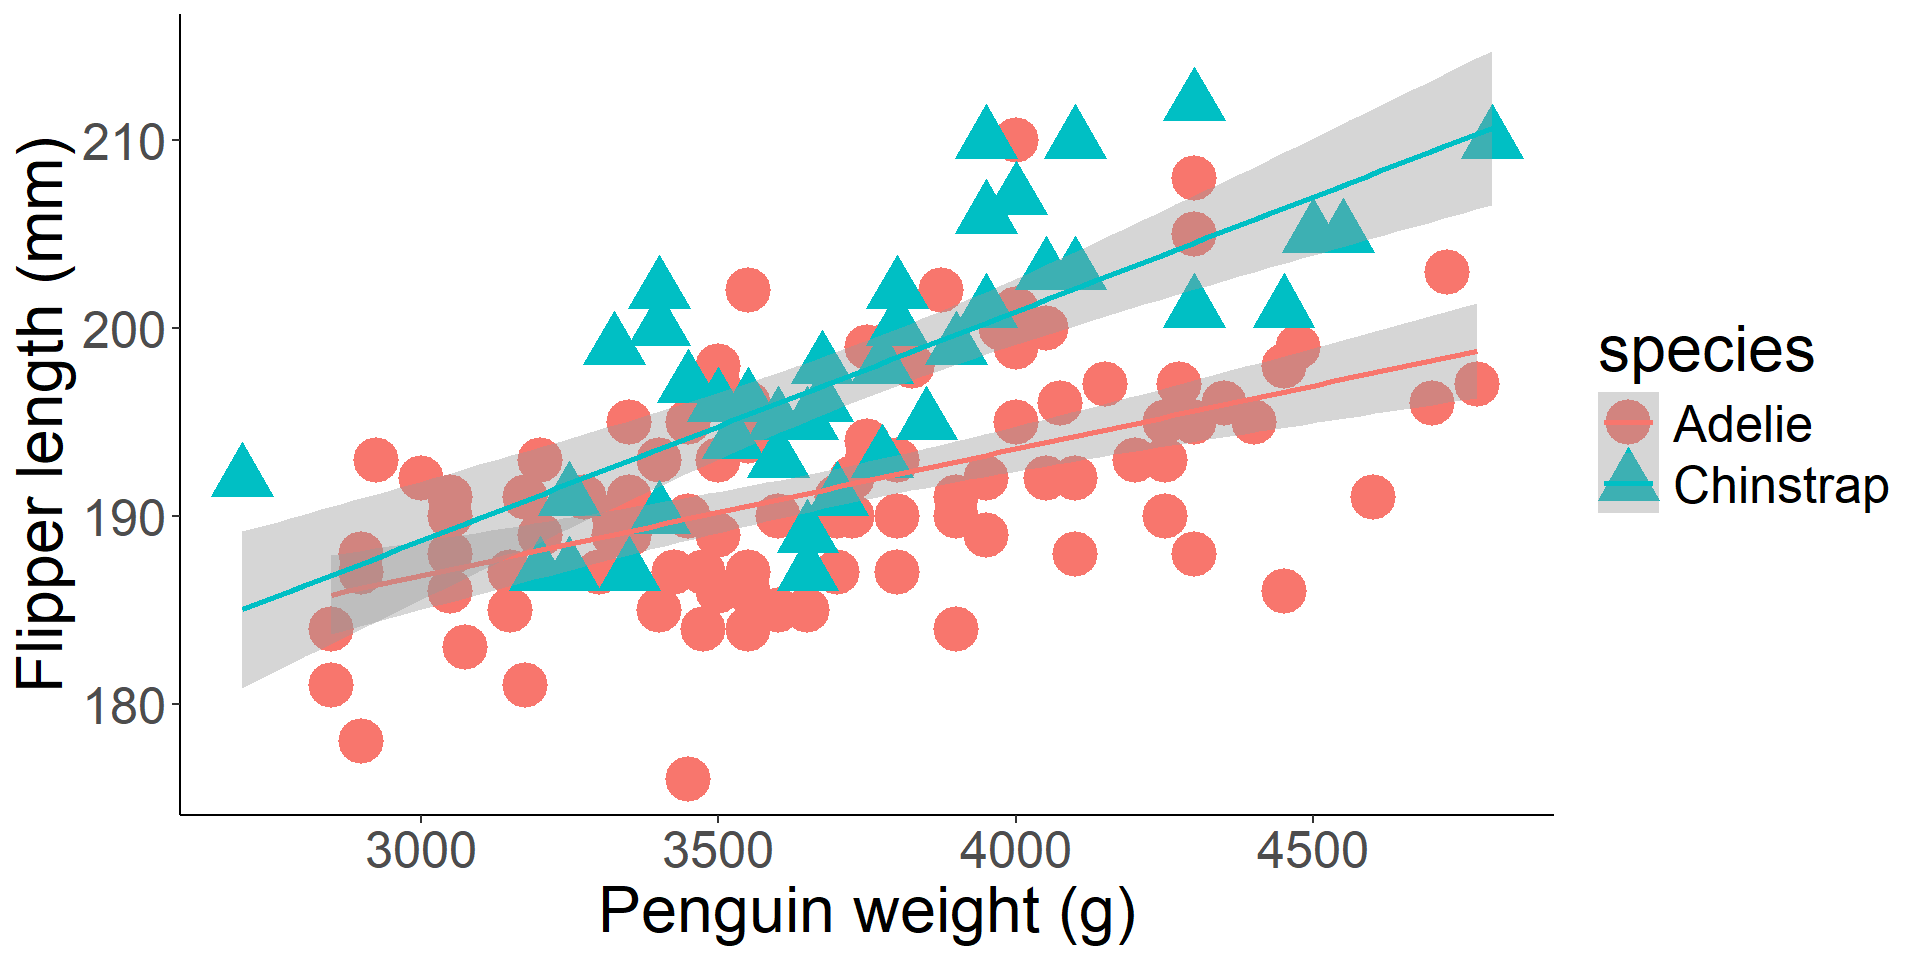 Flipper length (mm)
210
200
190
180
3000 3500 4000 4500
Penguin weight (g)
species
Adelie
Chinstrap